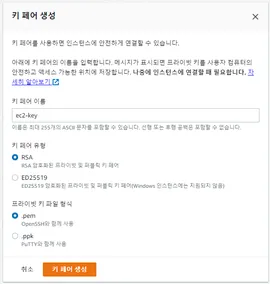 키 페어 생성
키 페어를 사용하면 인스턴스에 안전하게 연결할 수 있습니다.
아래에 키 페어의 이름을 입력합니다. 메시지가 표시되면 프라이빗 키를 사용자 컴퓨터의
안전하고 액세스 가능한 위치에 저장합니다. 나중에 인스턴스에 연결할 때 필요합니다. 자
세히 알아보기
키 페어 이름
ec2-key
이름은 최대 255개의 ASCII 문자를 포함할 수 있습니다. 선행 또는 후행 공백은 포함할 수 없습니다.
키 페어 유형
RSA
RSA 암호화된 프라이빗 및 퍼블릭 키 페어
ED25519
ED25519 암호화된 프라이빗 및 퍼블릭 키 페어(Windows 인스턴스에는 지원되지 않음)
프라이빗 키 파일 형식
.pem
OpenSSH와 함께 사용
.ppk
PuTTY와 함께 사용
취소
키 페어 생성